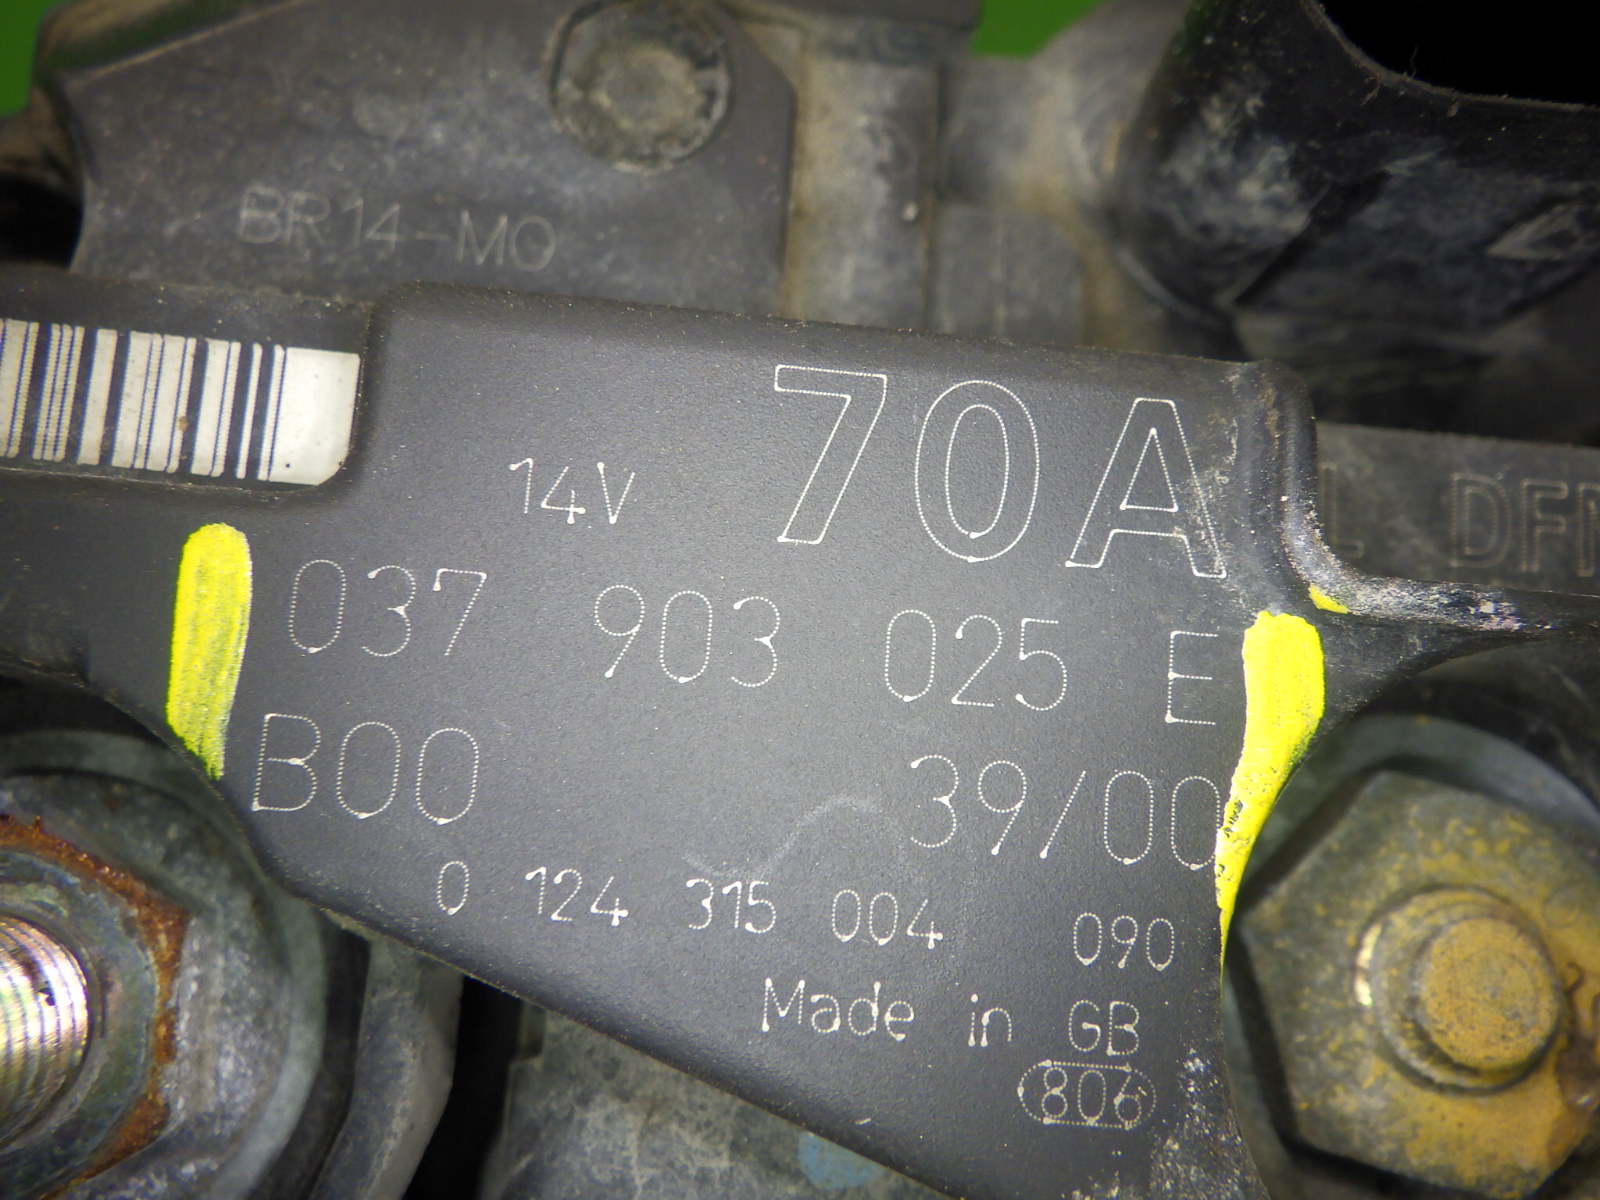 BR14-MO
14V 70A
037 903 025 E
B00 39/00
0 124 315 004 090
Made in GB
806